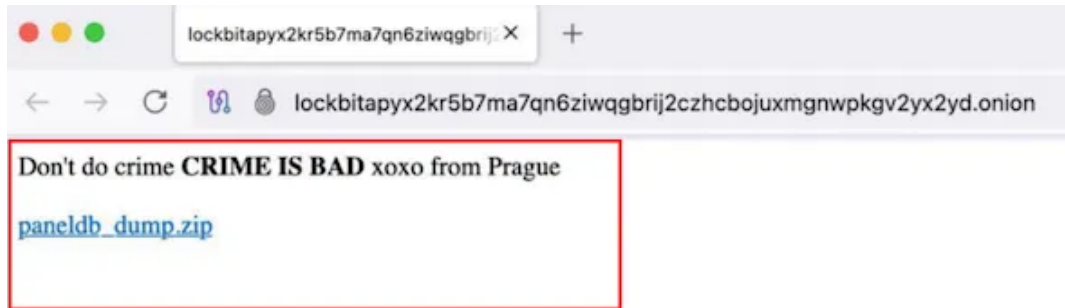 lockbitapyx2kr5b7ma7qn6ziwqgbrij
lockbitapyx2kr5b7ma7qn6ziwqgbrij2czhcbojuxmgnwpkgv2yx2yd.onion
Don't do crime CRIME IS BAD xoxo from Prague
paneldb_dump.zip